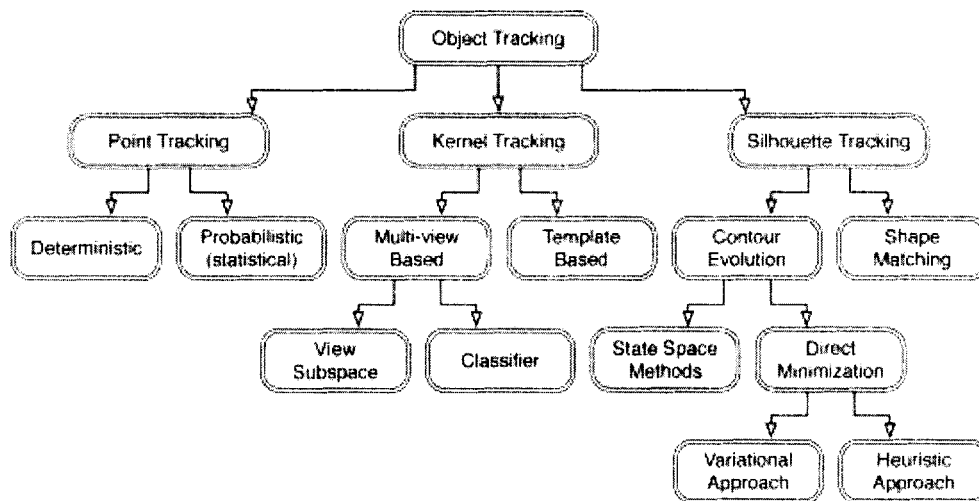 Object Tracking
Point Tracking
Kernel Tracking
Silhouette Tracking
Deterministic
Probabilistic
(statistical)
Multi-view
Based
Template
Based
Contour
Evolution
Shape
Matching
View
Subspace
Classifier
State Space
Methods
Direct
Minimization
Variational
Approach
Heuristic
Approach